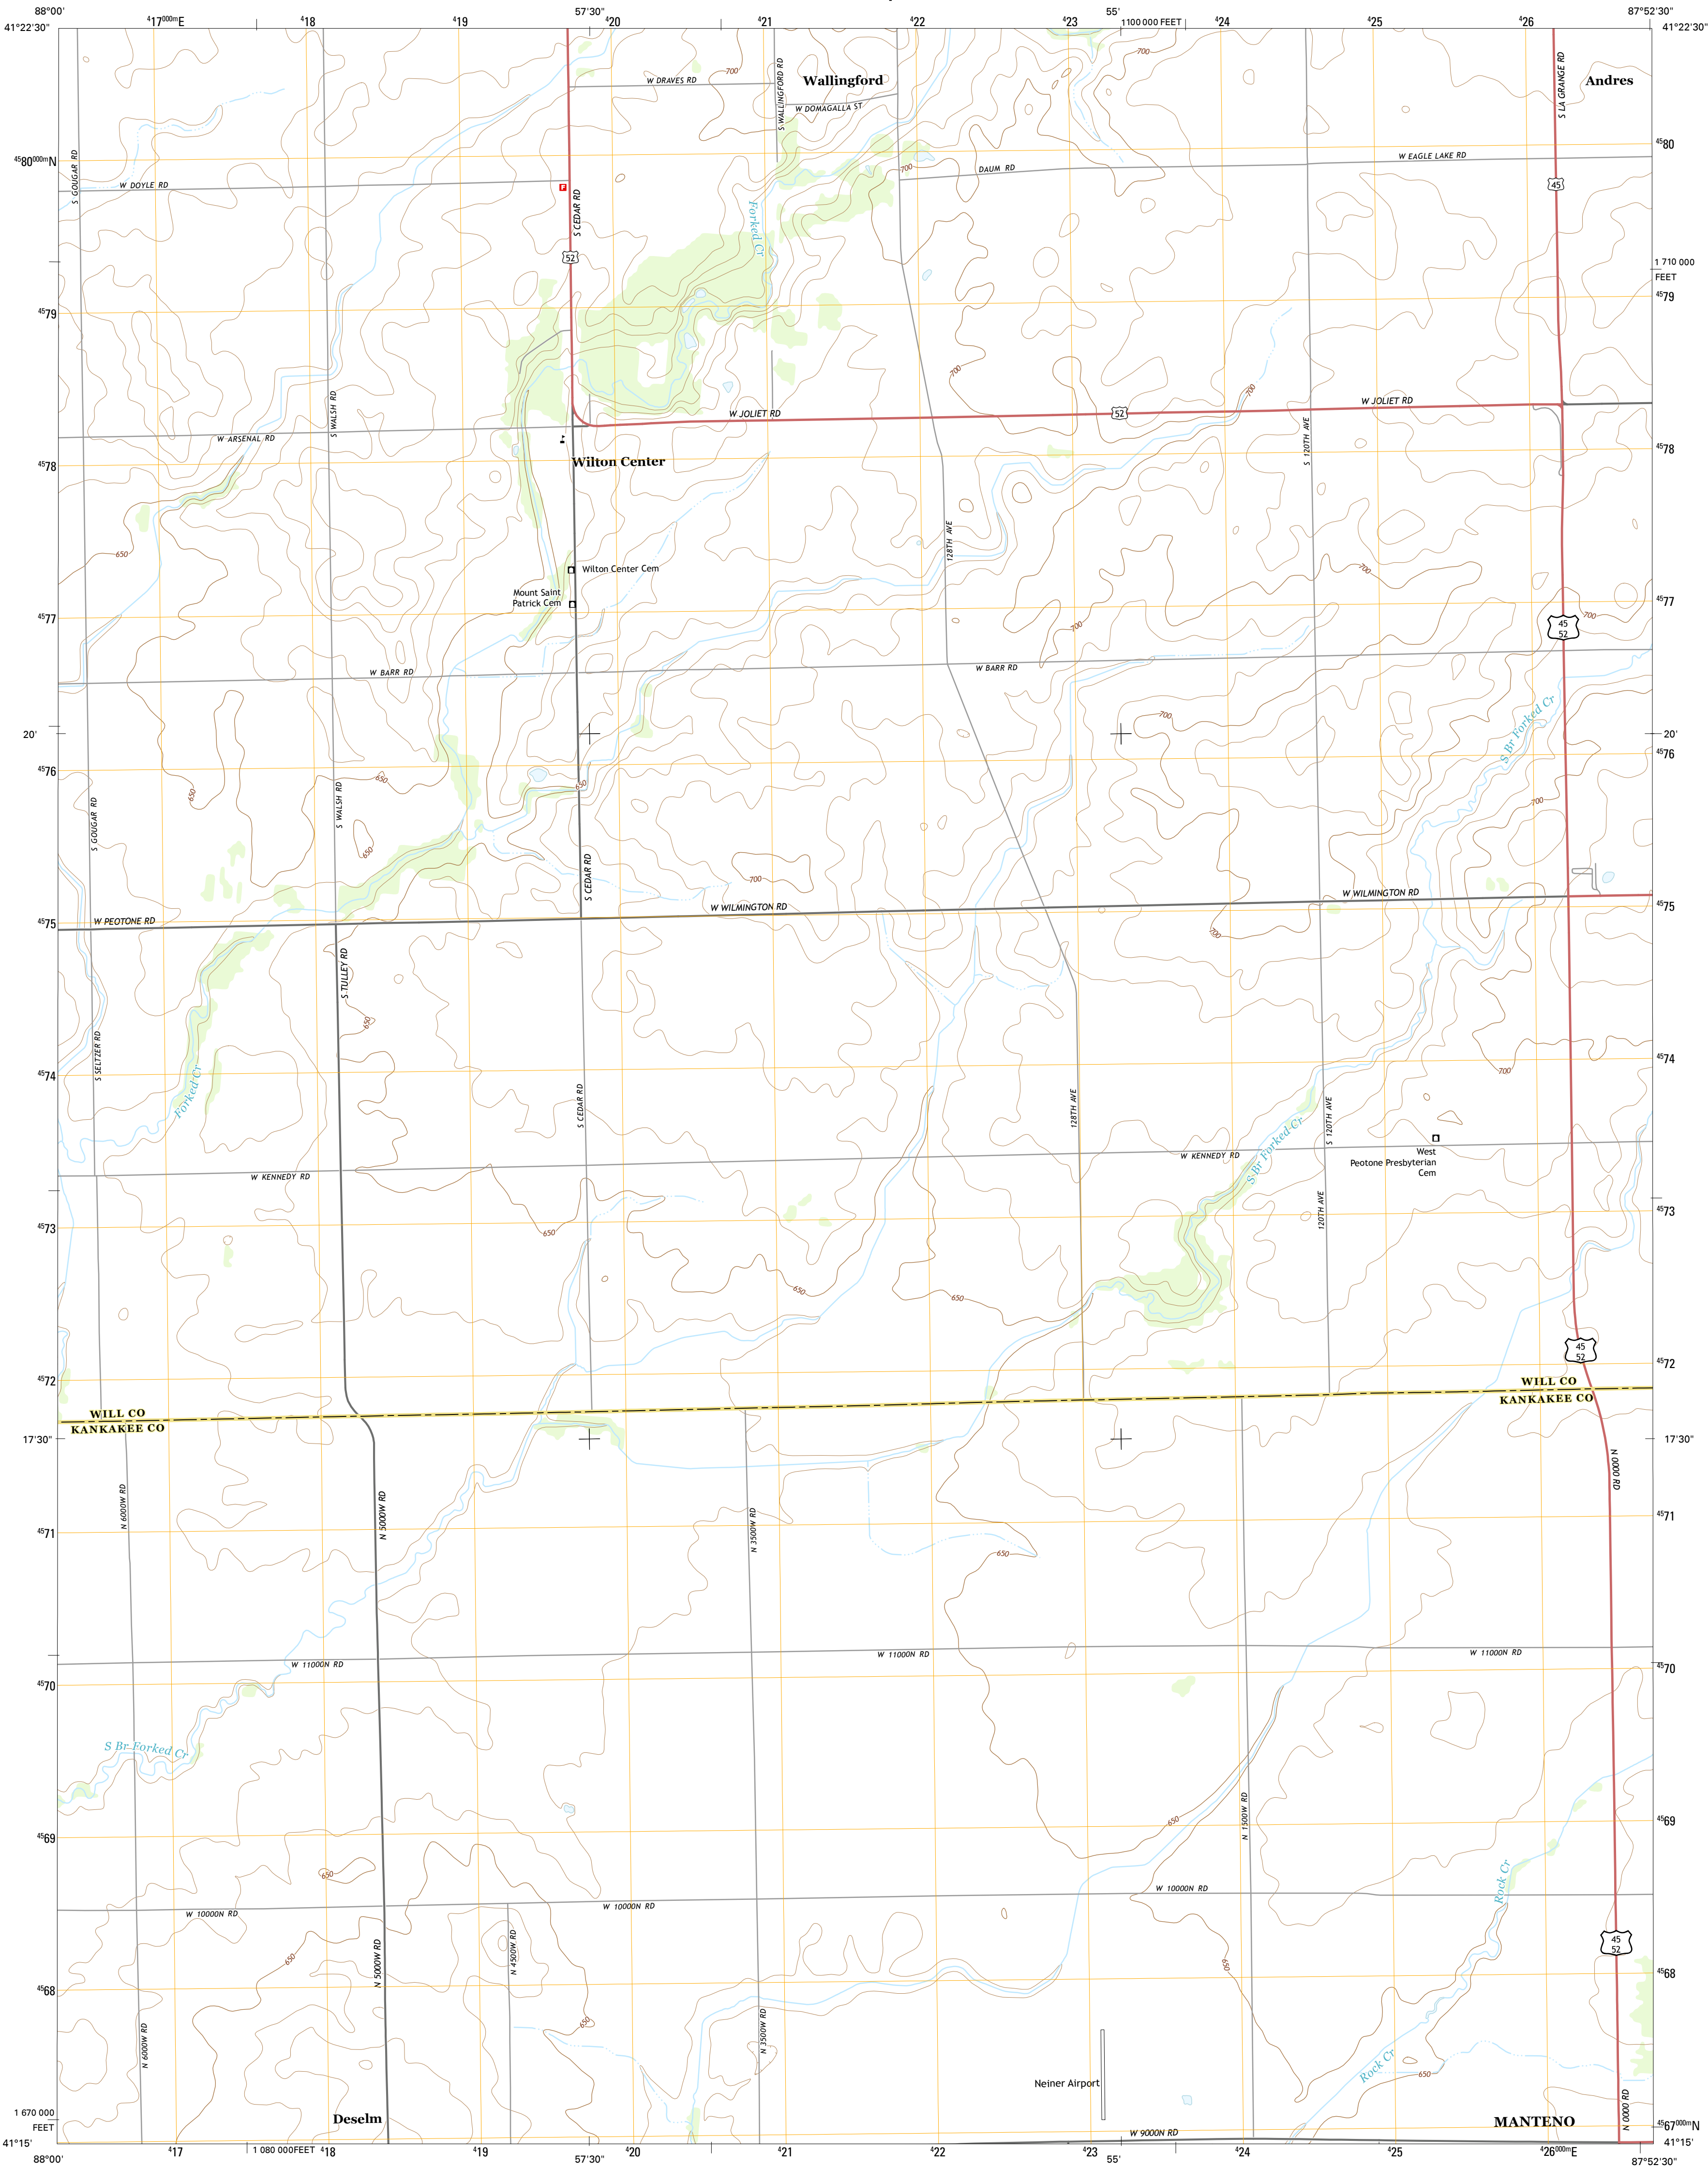 88°00'
⁴17⁰⁰⁰ᵐE
⁴18
⁴19
57'30"
⁴20
⁴21
⁴22
⁴23
55'
1100 000 FEET
⁴24
⁴25
⁴26
87°52'30"
41°22'30"
41°22'30"
W DRAVES RD
700
S WALLINGFORD RD
Wallingford
W DOMAGALLA ST
700
S LA GRANGE RD
Andres
⁴⁵80⁰⁰⁰ᵐN
S GOUGAR RD
W DOYLE RD
F
S CEDAR RD
700
DAUM RD
W EAGLE LAKE RD
⁴⁵80
45
Forked Cr
52
1 710 000
FEET
⁴⁵79
⁴⁵79
700
700
S WALSH RD
W JOLIET RD
52
W JOLIET RD
W ARSENAL RD
S 120TH AVE
⁴⁵78
Wilton Center
⁴⁵78
650
128TH AVE
700
Wilton Center Cem
Mount Saint
Patrick Cem
⁴⁵77
⁴⁵77
700
700
45
52
W BARR RD
W BARR RD
S Br Forked Cr
700
20'
20'
⁴⁵76
⁴⁵76
650
650
650
700
S GOUGAR RD
S WALSH RD
650
S CEDAR RD
700
W WILMINGTON RD
W WILMINGTON RD
W PEOTONE RD
⁴⁵75
⁴⁵75
700
S TULLEY RD
650
S SELTZER RD
⁴⁵74
⁴⁵74
700
Forked Cr
S CEDAR RD
128TH AVE
S 120TH AVE
S Br Forked Cr
West
Peotone Presbyterian
Cem
W KENNEDY RD
W KENNEDY RD
120TH AVE
⁴⁵73
⁴⁵73
650
650
650
45
52
⁴⁵72
⁴⁵72
WILL CO
KANKAKEE CO
WILL CO
KANKAKEE CO
17'30"
17'30"
N 0000 RD
N 6000W RD
N 5000W RD
N 3500W RD
⁴⁵71
⁴⁵71
650
W 11000N RD
W 11000N RD
W 11000N RD
⁴⁵70
⁴⁵70
S Br Forked Cr
N 1500W RD
650
⁴⁵69
⁴⁵69
650
Rock Cr
W 10000N RD
W 10000N RD
W 10000N RD
N 5000W RD
N 4500W RD
650
650
45
52
⁴⁵68
⁴⁵68
650
N 6000W RD
N 3500W RD
Rock Cr
650
Neiner Airport
N 0000 RD
1 670 000
FEET
Deselm
MANTENO
⁴⁵67⁰⁰⁰ᵐN
W 9000N RD
41°15'
41°15'
88°00'
⁴17
1 080 000FEET
⁴18
⁴19
57'30"
⁴20
⁴21
⁴22
⁴23
55'
⁴24
⁴25
⁴26⁰⁰⁰ᵐE
87°52'30"